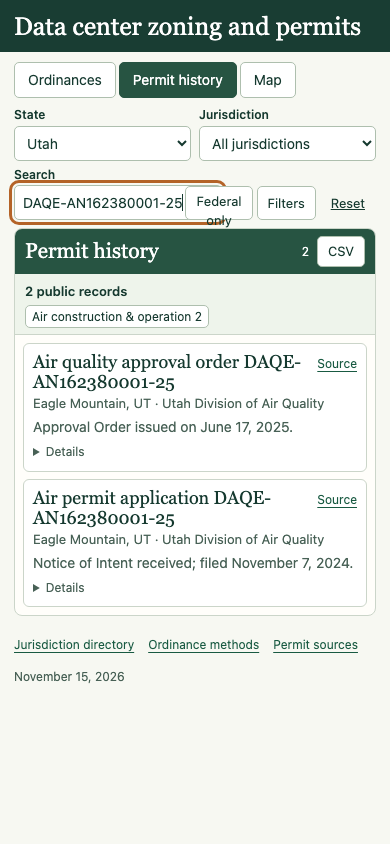 Data center zoning and permits
Ordinances
Permit history
Map
State
Jurisdiction
Utah
All jurisdictions
Search
DAQE-AN162380001-25
Federal
only
Filters
Reset
Permit history
2
CSV
2 public records
Air construction & operation 2
Air quality approval order DAQE-
AN162380001-25
Source
Eagle Mountain, UT · Utah Division of Air Quality
Approval Order issued on June 17, 2025.
Details
Air permit application DAQE-
AN162380001-25
Source
Eagle Mountain, UT · Utah Division of Air Quality
Notice of Intent received; filed November 7, 2024.
Details
Jurisdiction directory
Ordinance methods
Permit sources
November 15, 2026